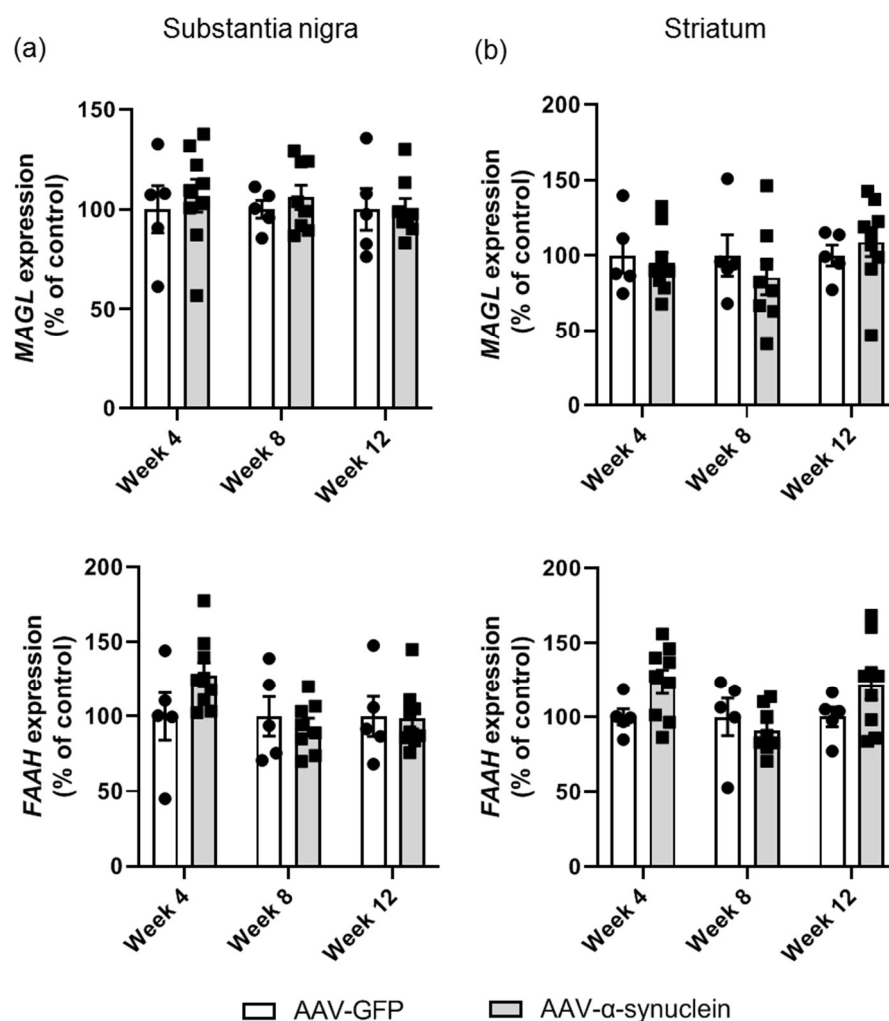 Substantia nigra
Striatum
(a)
(b)
MAGL expression
(% of control)
150
100
50
0
Week 4
Week 8
Week 12
MAGL expression
(% of control)
200
150
100
50
0
Week 4
Week 8
Week 12
FAAH expression
(% of control)
200
150
100
50
0
Week 4
Week 8
Week 12
FAAH expression
(% of control)
200
150
100
50
0
Week 4
Week 8
Week 12
AAV-GFP
AAV-α-synuclein